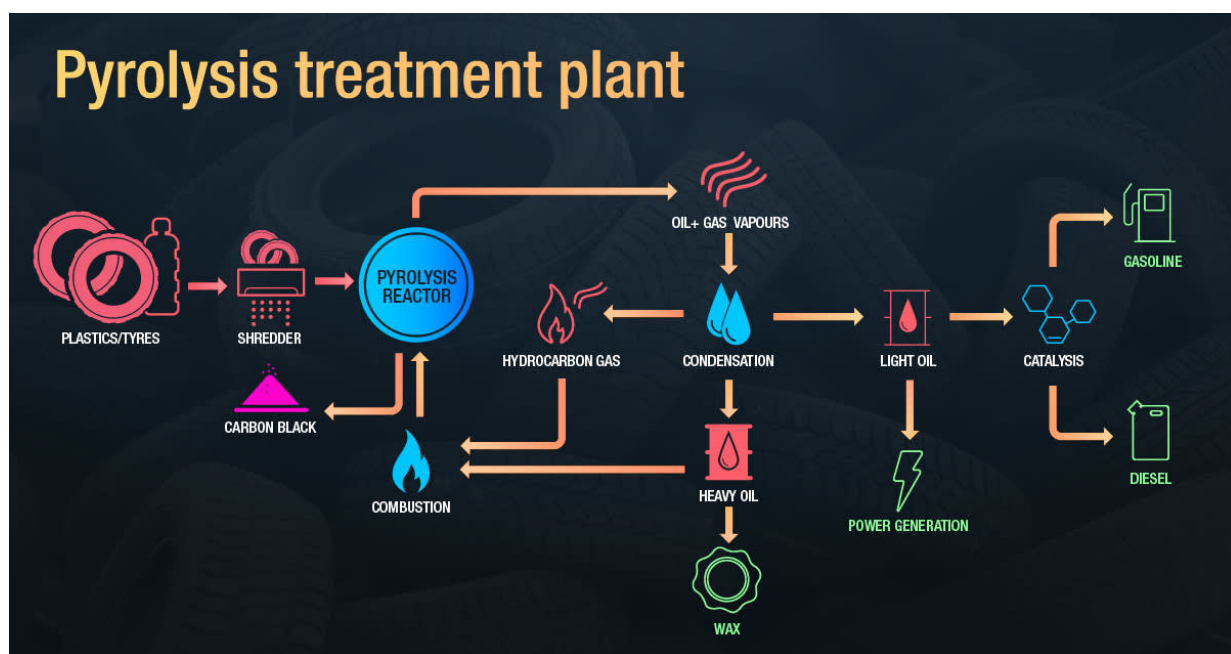 Pyrolysis treatment plant
OIL+ GAS VAPOURS
GASOLINE
PYROLYSIS
REACTOR
PLASTICS/TYRES
SHREDDER
HYDROCARBON GAS
CONDENSATION
LIGHT OIL
CATALYSIS
CARBON BLACK
COMBUSTION
HEAVY OIL
POWER GENERATION
DIESEL
WAX